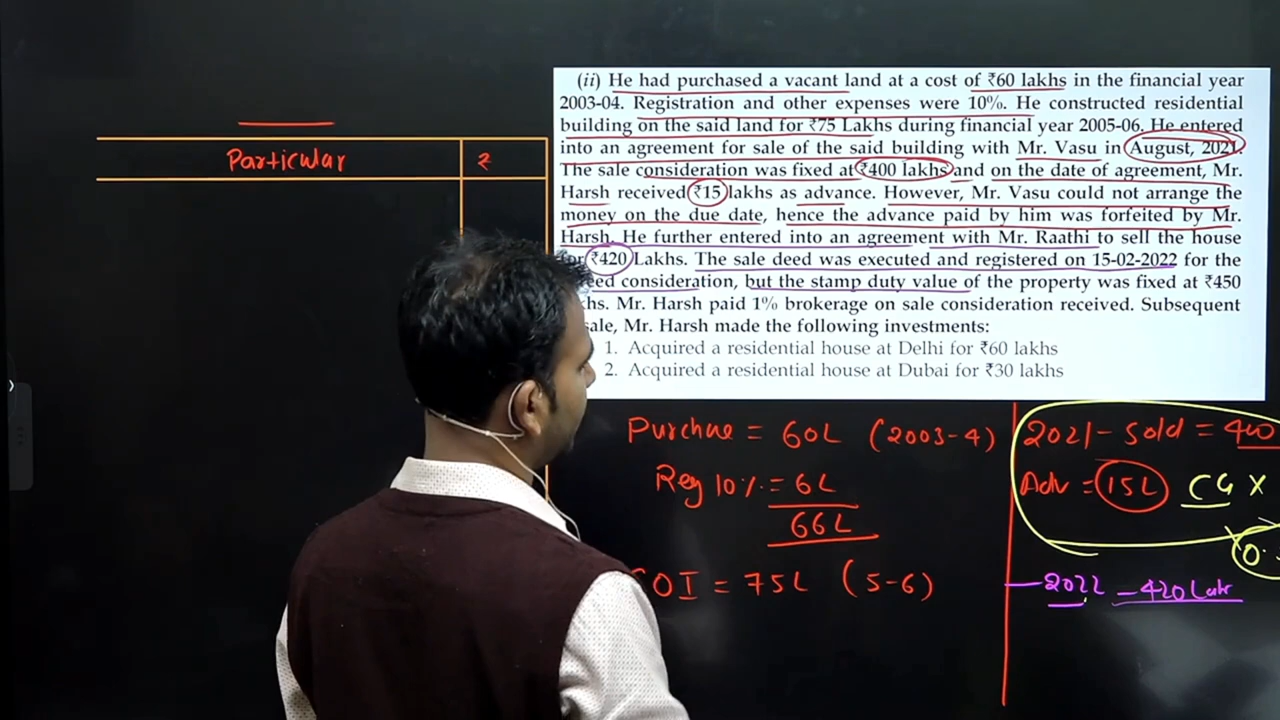 (ii) He had purchased a vacant land at a cost of ₹60 lakhs in the financial year
2003-04. Registration and other expenses were 10%. He constructed residential
building on the said land for ₹75 Lakhs during financial year 2005-06. He entered
into an agreement for sale of the said building with Mr. Vasu in August, 2021.
The sale consideration was fixed at ₹400 lakhs and on the date of agreement, Mr.
Harsh received ₹15 lakhs as advance. However, Mr. Vasu could not arrange the
money on the due date, hence the advance paid by him was forfeited by Mr.
Harsh. He further entered into an agreement with Mr. Raathi to sell the house
₹420 Lakhs. The sale deed was executed and registered on 15-02-2022 for the
consideration, but the stamp duty value of the property was fixed at ₹450
Mr. Harsh paid 1% brokerage on sale consideration received. Subsequent
sale, Mr. Harsh made the following investments:
1. Acquired a residential house at Delhi for ₹60 lakhs
2. Acquired a residential house at Dubai for ₹30 lakhs
Particular ₹
Purchae = 60L (2003-4)
Reg 10%. = 6L
66L
OI = 75L (5-6)
2021 - Sold = 400
Adv = 15L CG X
2022 - 420 Lakr